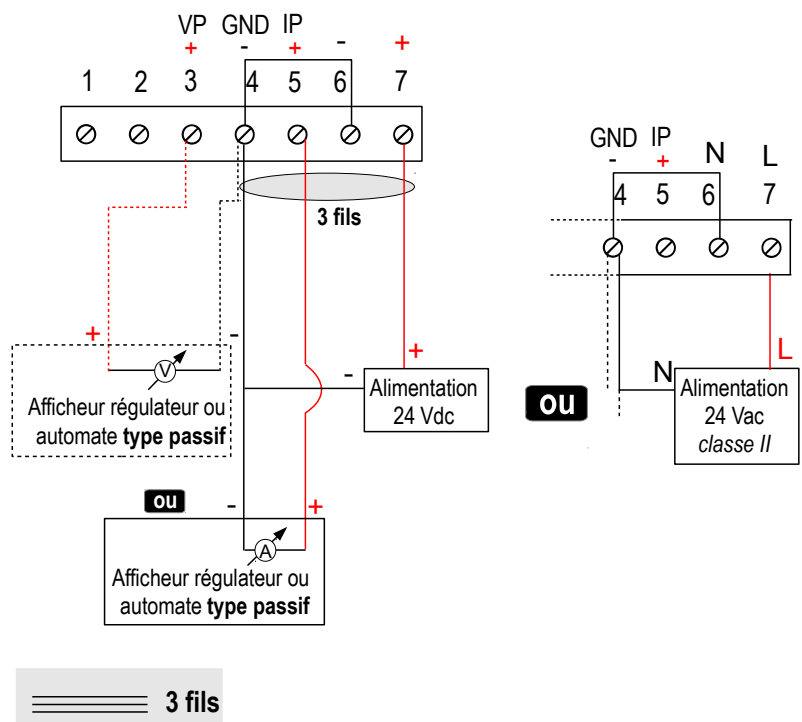 VP GND IP - +
+ - +
1 2 3 4 5 6 7
3 fils
+ -
V
Afficheur régulateur ou
automate type passif
- +
Alimentation
24 Vdc
ou
- +
A
Afficheur régulateur ou
automate type passif
3 fils
GND IP N L
- +
4 5 6 7
ou
N L
Alimentation
24 Vac
classe II